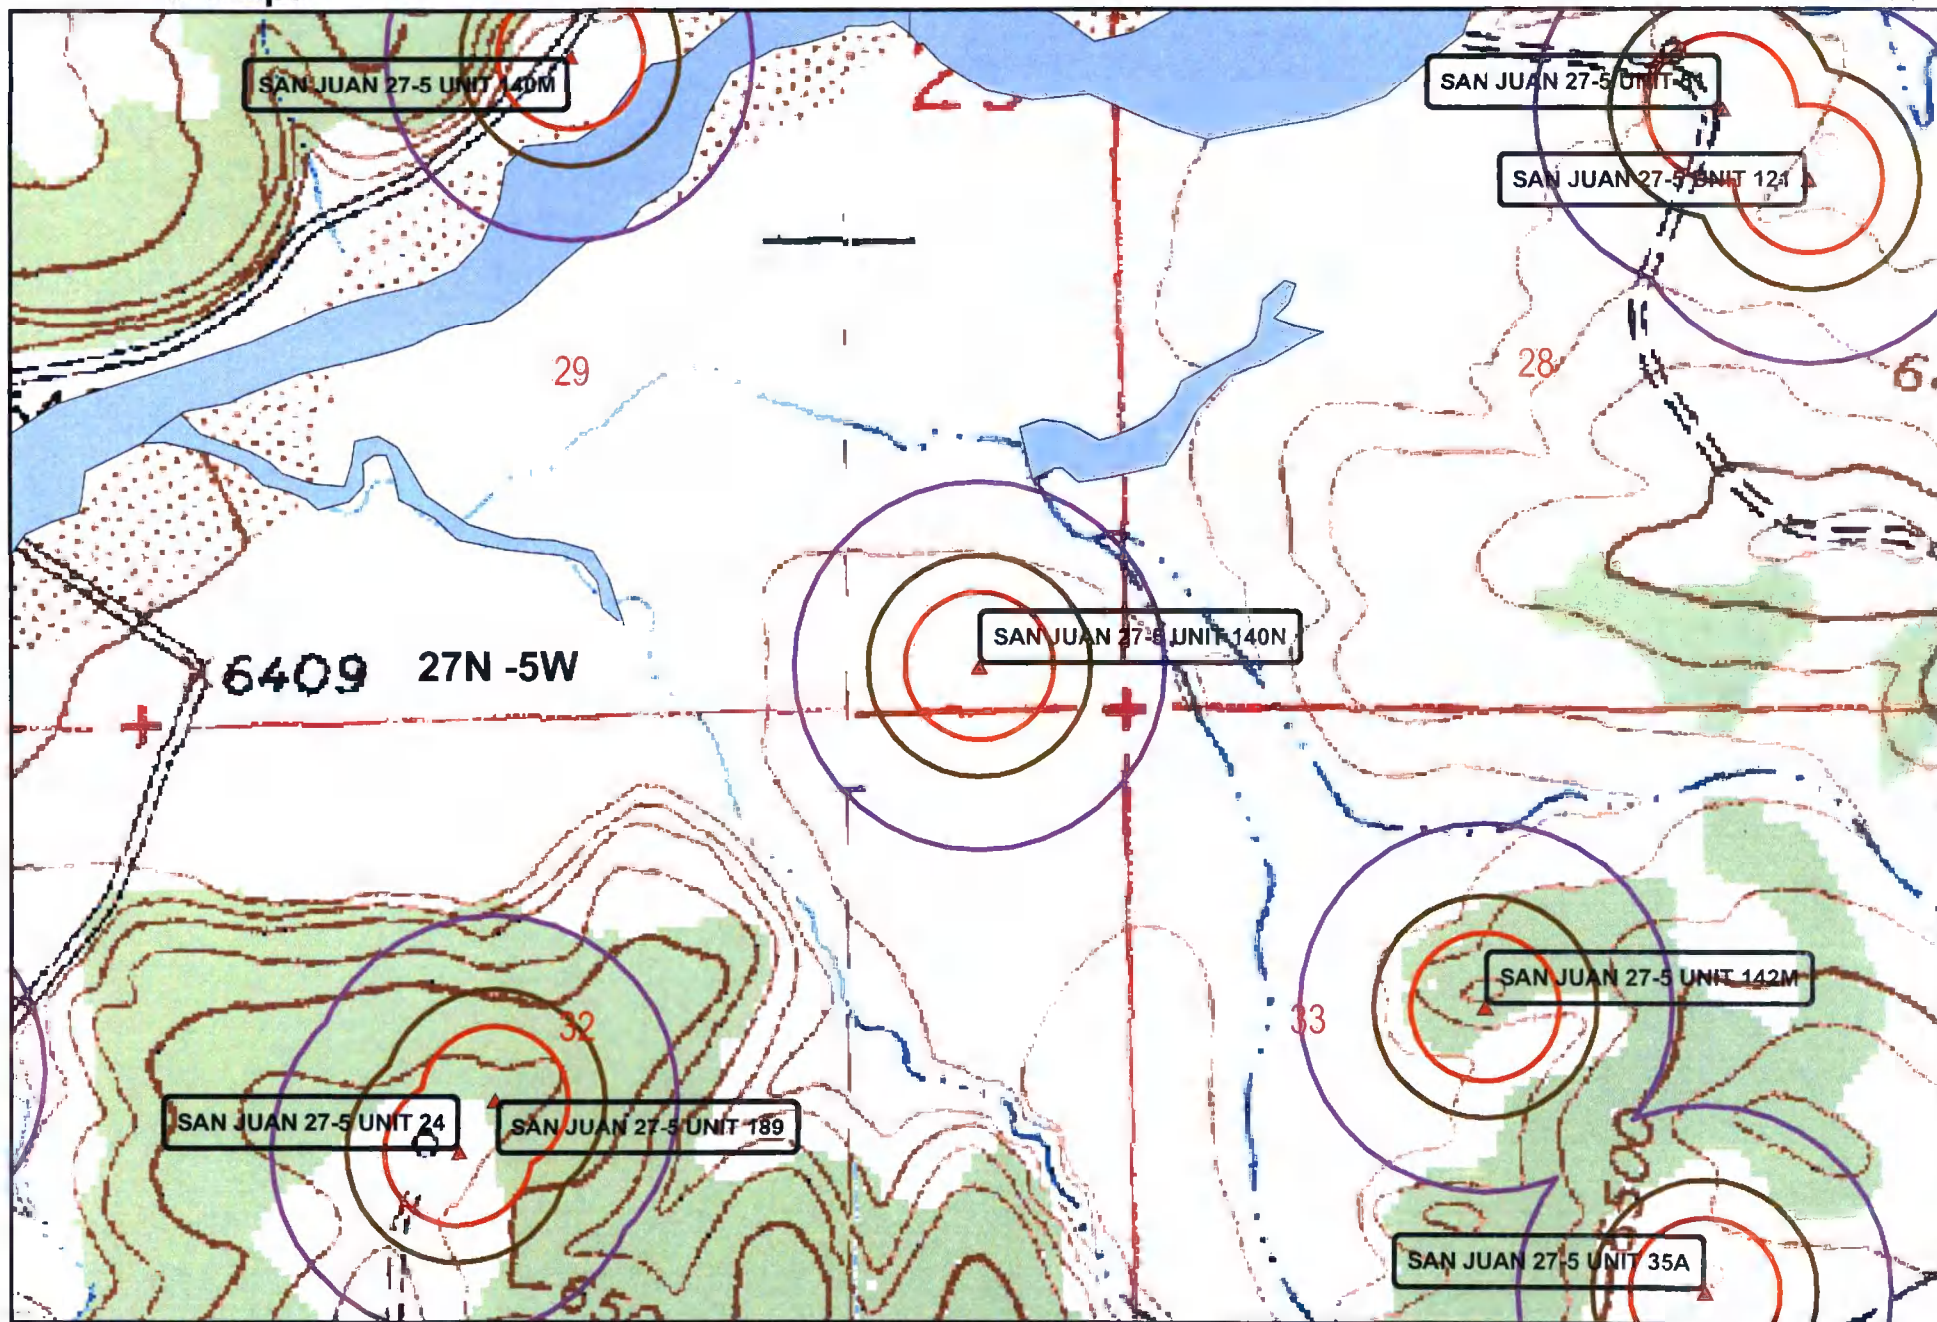 SAN JUAN 27-5 UNIT 140M
SAN JUAN 27-5 UNIT 51
SAN JUAN 27-5 UNIT 121
29
28
SAN JUAN 27-5 UNIT 140N
6409
27N -5W
32
33
SAN JUAN 27-5 UNIT 142M
SAN JUAN 27-5 UNIT 24
SAN JUAN 27-5 UNIT 189
SAN JUAN 27-5 UNIT 35A